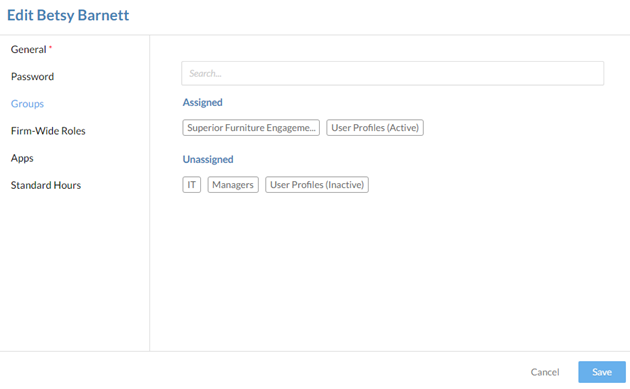 Edit Betsy Barnett
General *
Password
Groups
Firm-Wide Roles
Apps
Standard Hours
Search...
Assigned
Superior Furniture Engageme... User Profiles (Active)
Unassigned
IT Managers User Profiles (Inactive)
Cancel Save